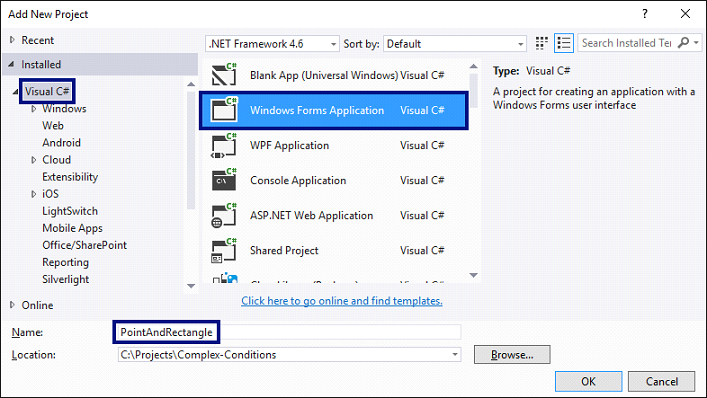 Add New Project
? ×
Recent
.NET Framework 4.6 Sort by: Default Search Installed Te
Installed
Visual C#
Windows
Web
Android
Cloud
Extensibility
iOS
LightSwitch
Mobile Apps
Office/SharePoint
Reporting
Silverlight
Online
C# Blank App (Universal Windows) Visual C#
C# Windows Forms Application Visual C#
C# WPF Application Visual C#
C# Console Application Visual C#
C# ASP.NET Web Application Visual C#
C# Shared Project Visual C#
Click here to go online and find templates.
Type: Visual C#
A project for creating an application with a
Windows Forms user interface
Name: PointAndRectangle
Location: C:\Projects\Complex-Conditions Browse...
OK Cancel